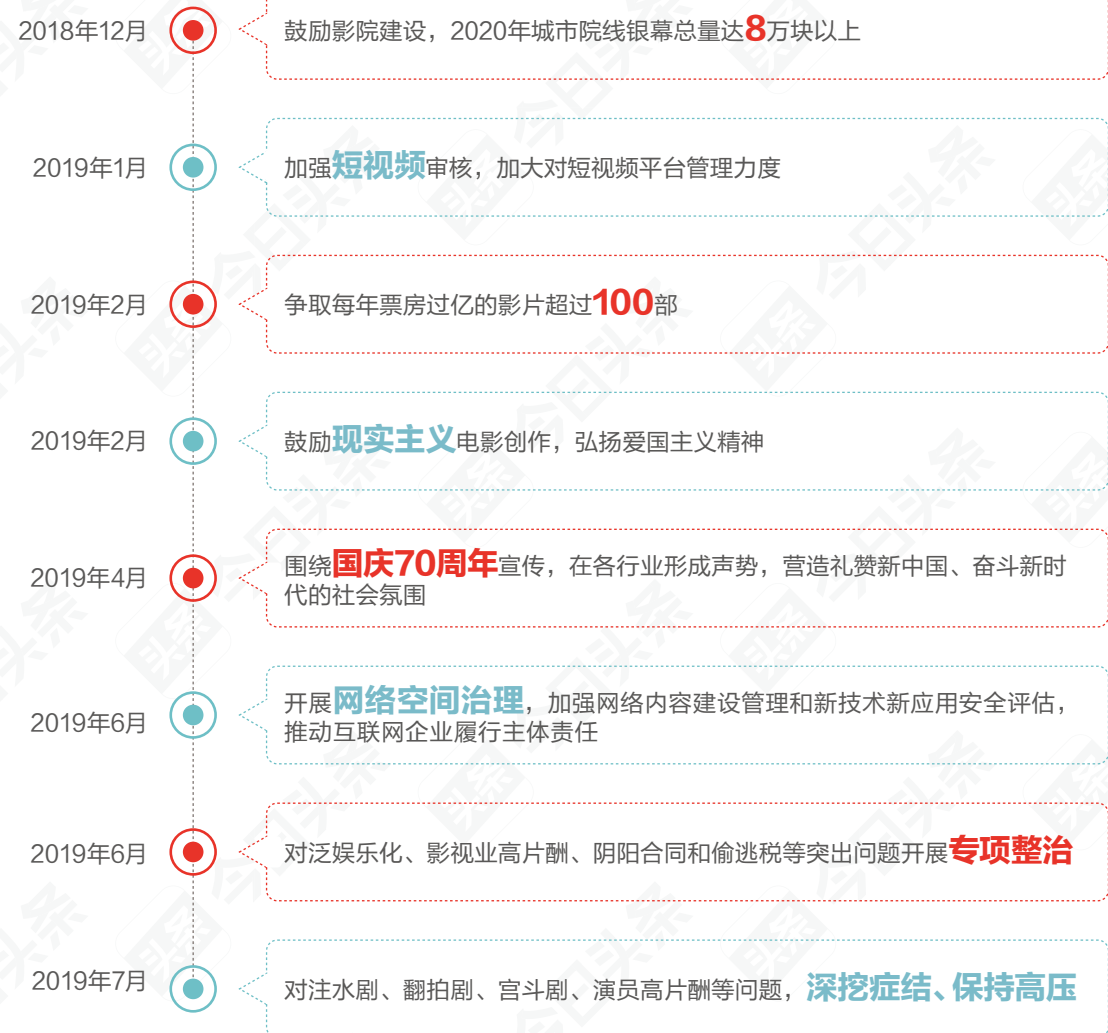 2018年12月
鼓励影院建设，2020年城市院线银幕总量达8万块以上
2019年1月
加强短视频审核，加大对短视频平台管理力度
2019年2月
争取每年票房过亿的影片超过100部
2019年2月
鼓励现实主义电影创作，弘扬爱国主义精神
2019年4月
围绕国庆70周年宣传，在各行业形成声势，营造礼赞新中国、奋斗新时
代的社会氛围
2019年6月
开展网络空间治理，加强网络内容建设管理和新技术新应用安全评估，
推动互联网企业履行主体责任
2019年6月
对泛娱乐化、影视业高片酬、阴阳合同和偷逃税等突出问题开展专项整治
2019年7月
对注水剧、翻拍剧、宫斗剧、演员高片酬等问题，深挖症结、保持高压
头条 今日头条